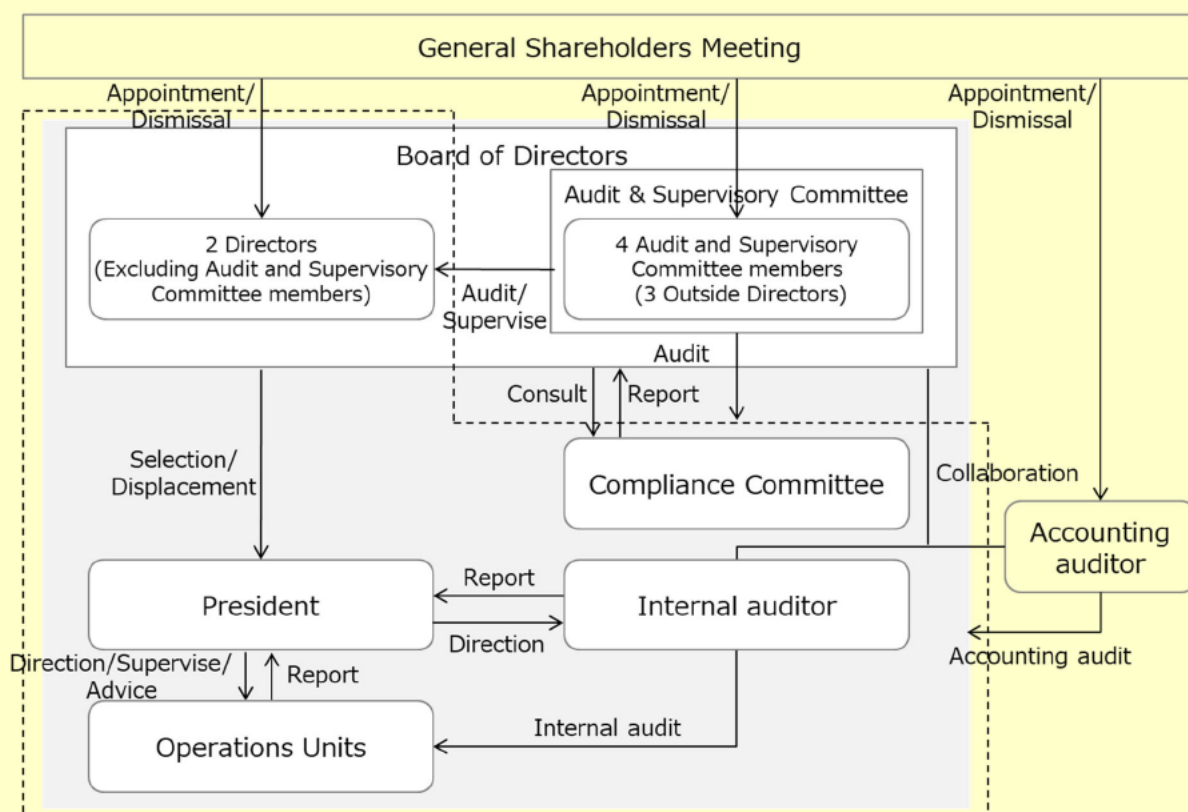 General Shareholders Meeting
Appointment/
Dismissal
Appointment/
Dismissal
Appointment/
Dismissal
Board of Directors
Audit & Supervisory Committee
2 Directors
(Excluding Audit and Supervisory
Committee members)
4 Audit and Supervisory
Committee members
(3 Outside Directors)
Audit/
Supervise
Audit
Consult
Report
Selection/
Displacement
Compliance Committee
Collaboration
Accounting
auditor
President
Report
Direction
Internal auditor
Accounting audit
Direction/Supervise/
Advice
Report
Operations Units
Internal audit